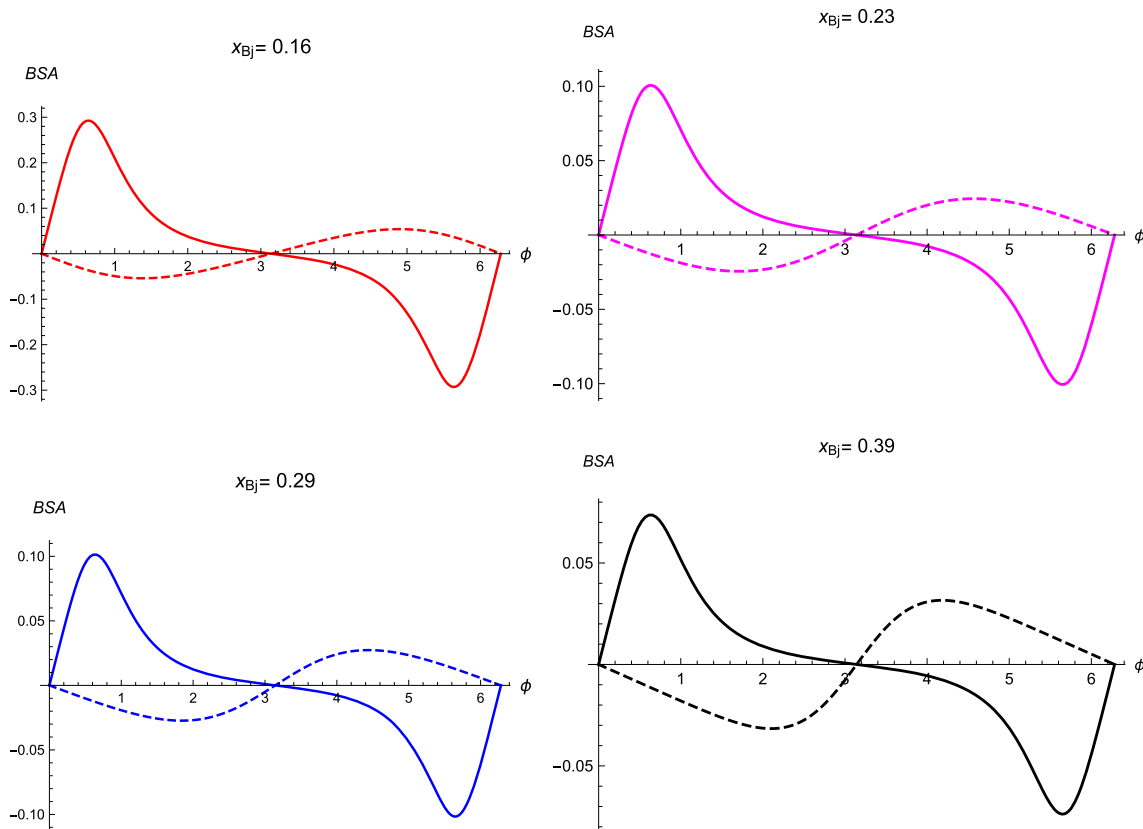 x_Bj = 0.16
BSA
0.3
0.2
0.1
-0.1
-0.2
-0.3
1 2 3 4 5 6 ϕ
x_Bj = 0.23
BSA
0.10
0.05
-0.05
-0.10
1 2 3 4 5 6 ϕ
x_Bj = 0.29
BSA
0.10
0.05
-0.05
-0.10
1 2 3 4 5 6 ϕ
x_Bj = 0.39
BSA
0.05
-0.05
1 2 3 4 5 6 ϕ